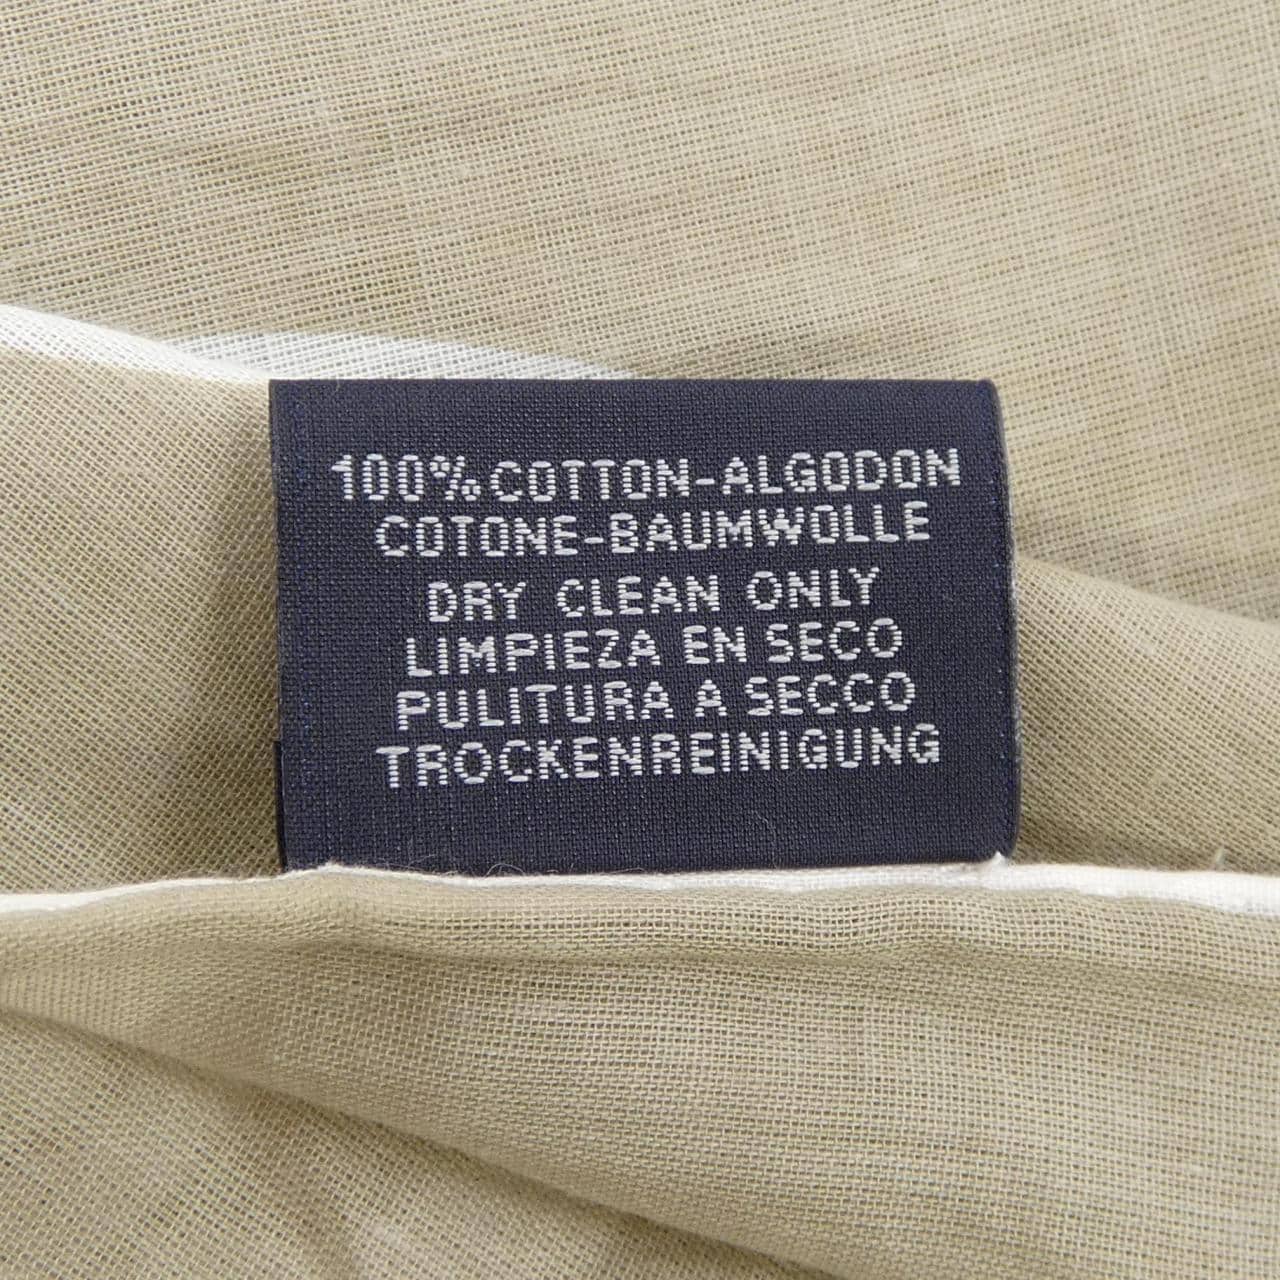 100% COTTON-ALGODON
COTONE-BAUMWOLLE
DRY CLEAN ONLY
LIMPIEZA EN SECO
PULITURA A SECCO
TROCKENREINIGUNG